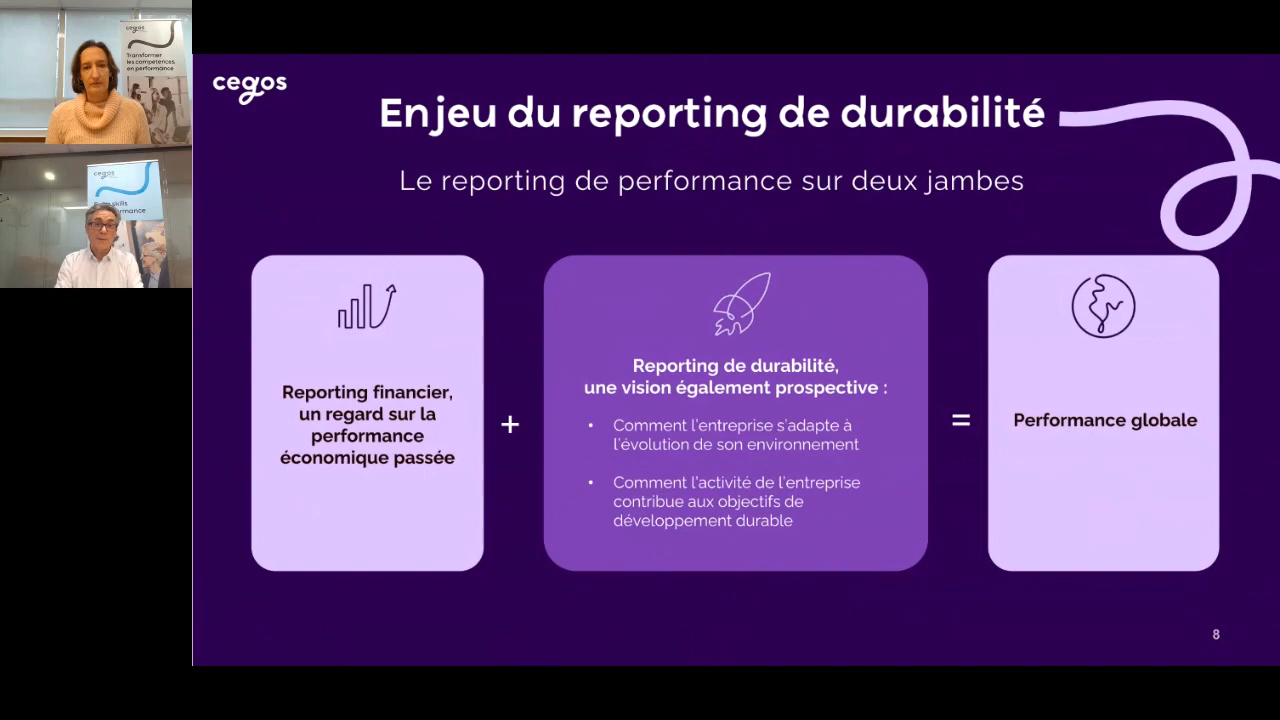 cegos
Transformer
les compétences
en performance
cegos
skills
cegos
Enjeu du reporting de durabilité
Le reporting de performance sur deux jambes
Reporting financier,
un regard sur la
performance
économique passée
+
Reporting de durabilité,
une vision également prospective :
• Comment l'entreprise s'adapte à
l'évolution de son environnement
• Comment l'activité de l'entreprise
contribue aux objectifs de
développement durable
=
Performance globale
8